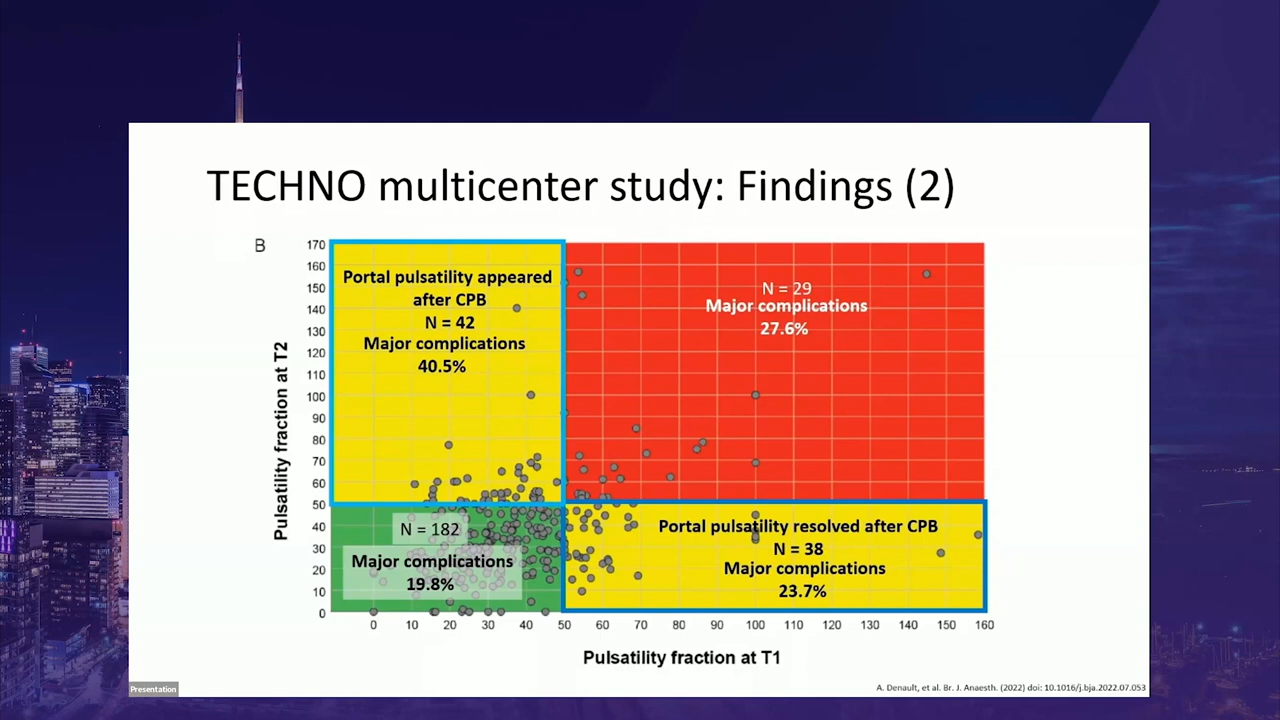 TECHNO multicenter study: Findings (2)
B
Pulsatility fraction at T2
170
160
150
140
130
120
110
100
90
80
70
60
50
40
30
20
10
0
Portal pulsatility appeared
after CPB
N = 42
Major complications
40.5%
N = 29
Major complications
27.6%
N = 182
Major complications
19.8%
Portal pulsatility resolved after CPB
N = 38
Major complications
23.7%
0 10 20 30 40 50 60 70 80 90 100 110 120 130 140 150 160
Pulsatility fraction at T1
A. Denault, et al. Br. J. Anaesth. (2022) doi: 10.1016/j.bja.2022.07.053
Presentation